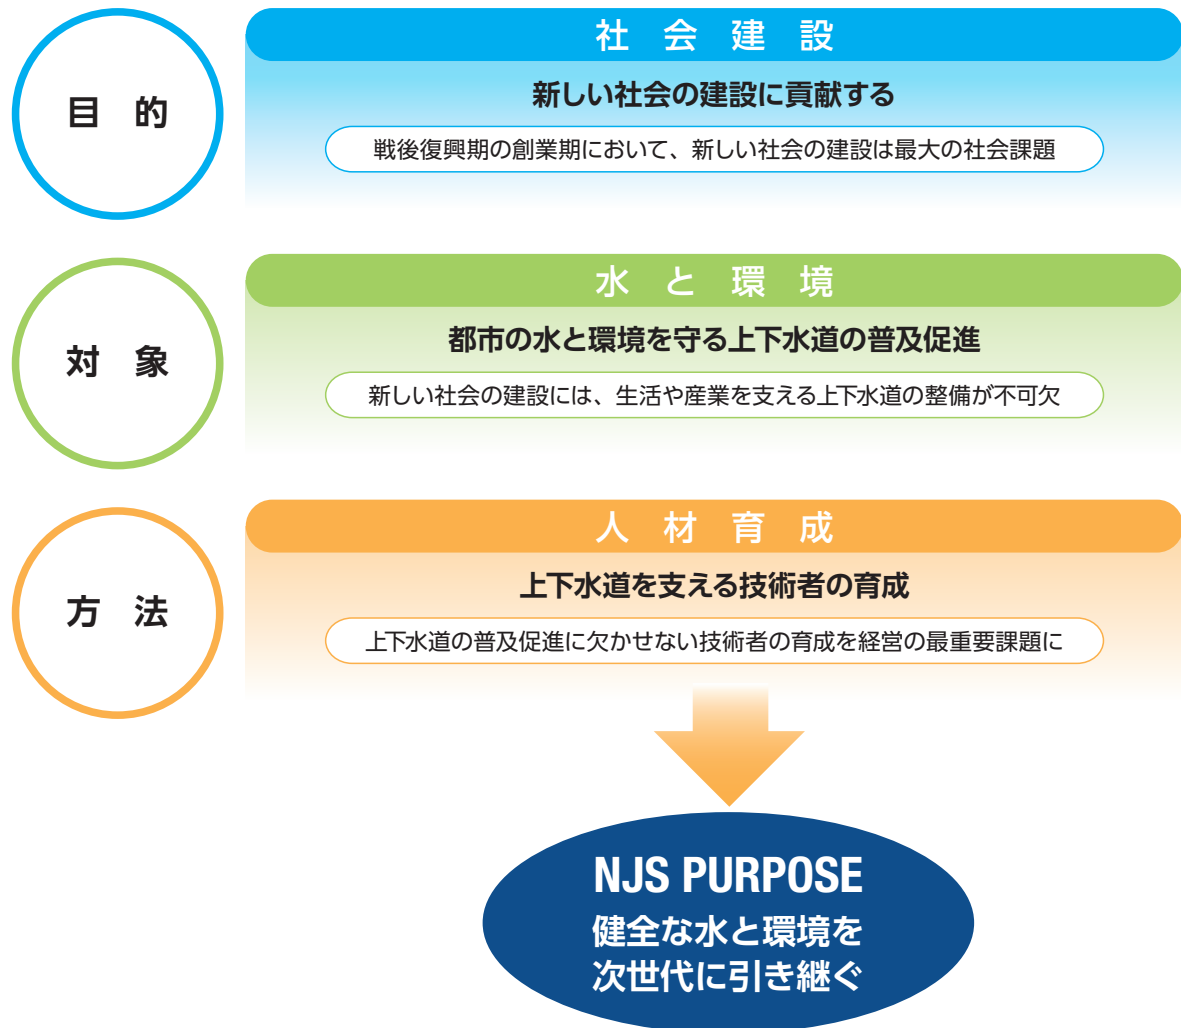 目的
社会建設
新しい社会の建設に貢献する
戦後復興期の創業期において、新しい社会の建設は最大の社会課題
対象
水と環境
都市の水と環境を守る上下水道の普及促進
新しい社会の建設には、生活や産業を支える上下水道の整備が不可欠
方法
人材育成
上下水道を支える技術者の育成
上下水道の普及促進に欠かせない技術者の育成を経営の最重要課題に
NJS PURPOSE
健全な水と環境を
次世代に引き継ぐ